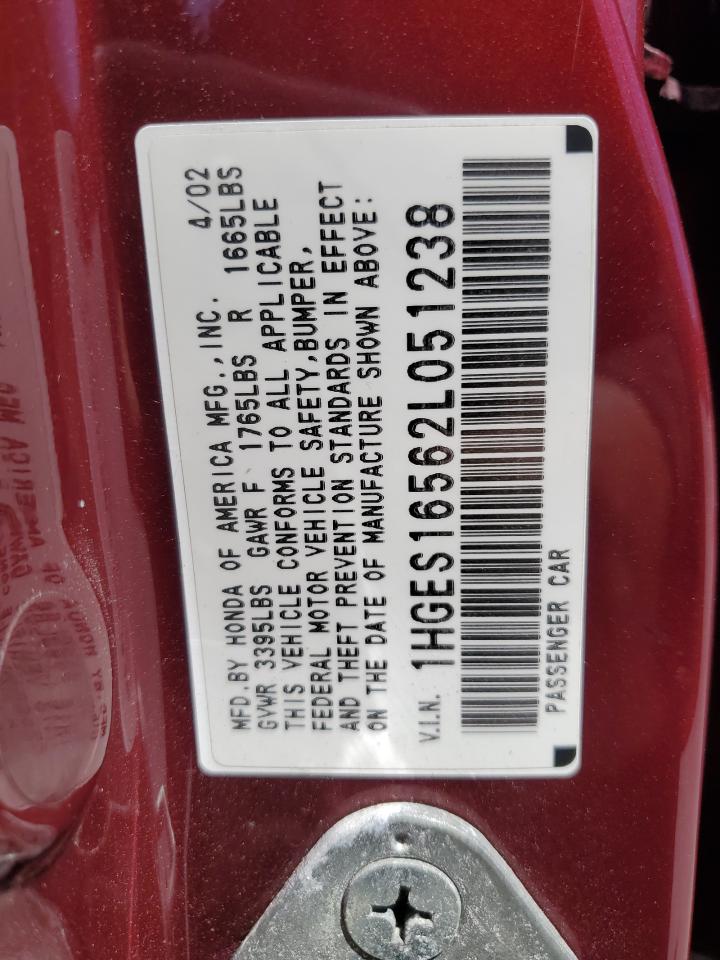 MFD.BY HONDA OF AMERICA MFG.,INC. 4/02
GVWR 3395LBS GAWR F 1765LBS R 1665LBS
THIS VEHICLE CONFORMS TO ALL APPLICABLE
FEDERAL MOTOR VEHICLE SAFETY,BUMPER,
AND THEFT PREVENTION STANDARDS IN EFFECT
ON THE DATE OF MANUFACTURE SHOWN ABOVE:
V.I.N. 1HGES16562L051238
PASSENGER CAR